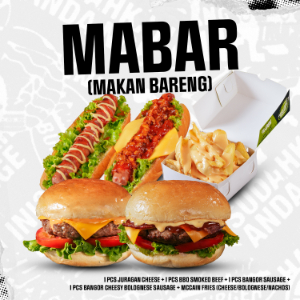 MABAR
(MAKAN BARENG)
1 PCS JURAGAN CHEESE + 1 PCS BBQ SMOKED BEEF + 1 PCS BANGOR SAUSAGE +
1 PCS BANGOR CHEESY BOLOGNESE SAUSAGE + MCCAIN FRIES (CHEESE/BOLOGNESE/NACHOS)